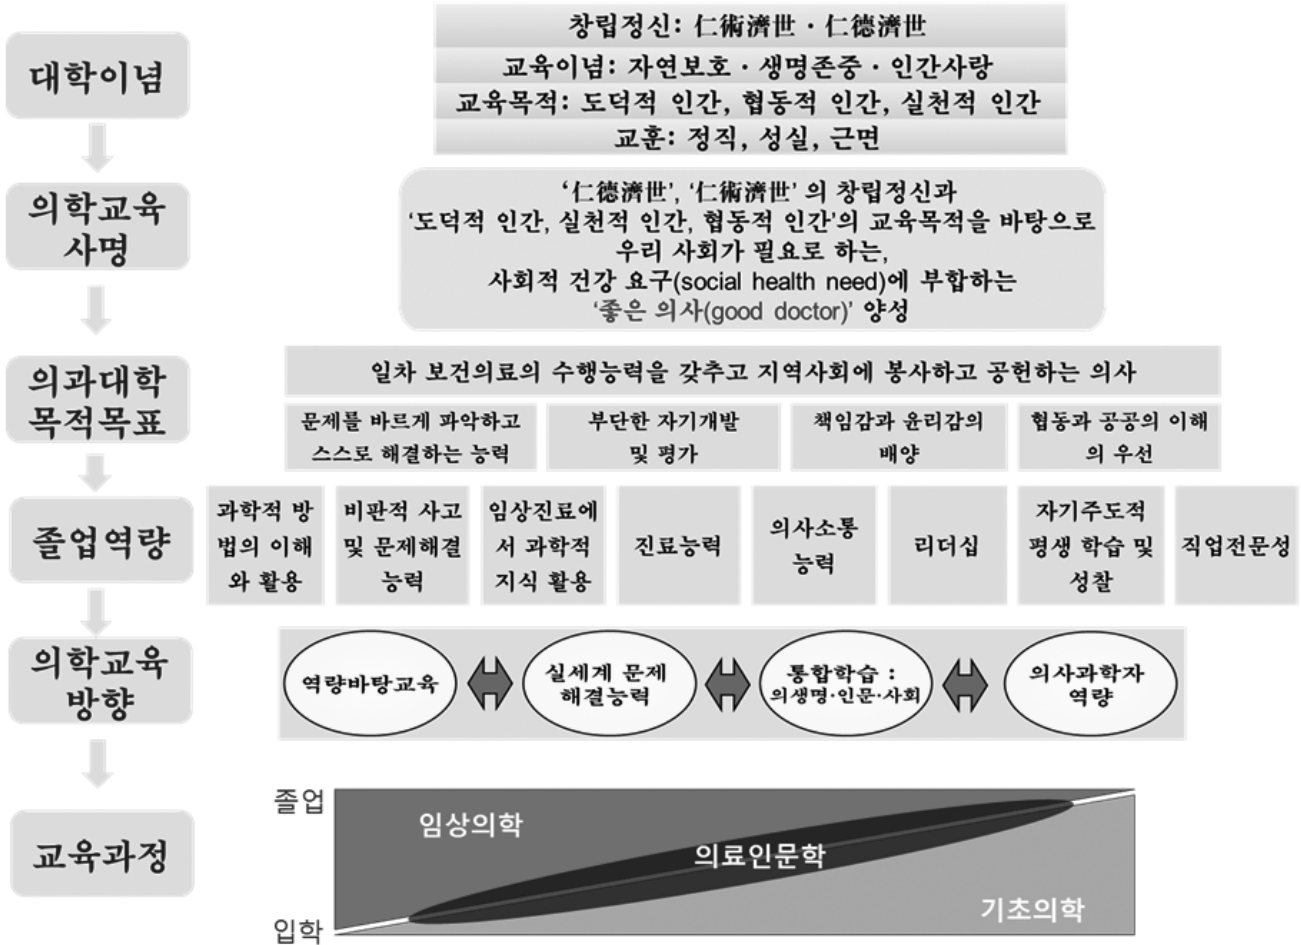 대학이념
창립정신: 仁術濟世 · 仁德濟世
교육이념: 자연보호 · 생명존중 · 인간사랑
교육목적: 도덕적 인간, 협동적 인간, 실천적 인간
교훈: 정직, 성실, 근면
의학교육
사명
‘仁德濟世’, ‘仁術濟世’ 의 창립정신과
‘도덕적 인간, 실천적 인간, 협동적 인간’의 교육목적을 바탕으로
우리 사회가 필요로 하는,
사회적 건강 요구(social health need)에 부합하는
‘좋은 의사(good doctor)’ 양성
의과대학
목적목표
일차 보건의료의 수행능력을 갖추고 지역사회에 봉사하고 공헌하는 의사
문제를 바르게 파악하고
스스로 해결하는 능력
부단한 자기개발
및 평가
책임감과 윤리감의
배양
협동과 공공의 이해
의 우선
졸업역량
과학적 방
법의 이해
와 활용
비판적 사고
및 문제해결
능력
임상진료에
서 과학적
지식 활용
진료능력
의사소통
능력
리더십
자기주도적
평생 학습 및
성찰
직업전문성
의학교육
방향
역량바탕교육
실세계 문제
해결능력
통합학습 :
의생명·인문·사회
의사과학자
역량
교육과정
졸업
임상의학
의료인문학
기초의학
입학